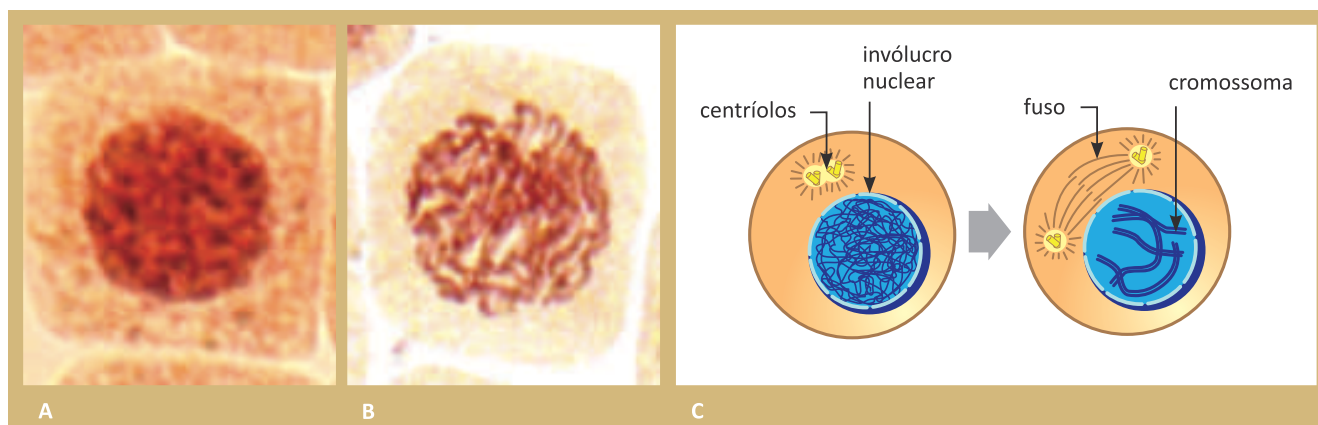 invólucro
nuclear
centríolos
fuso
cromossoma
A
B
C